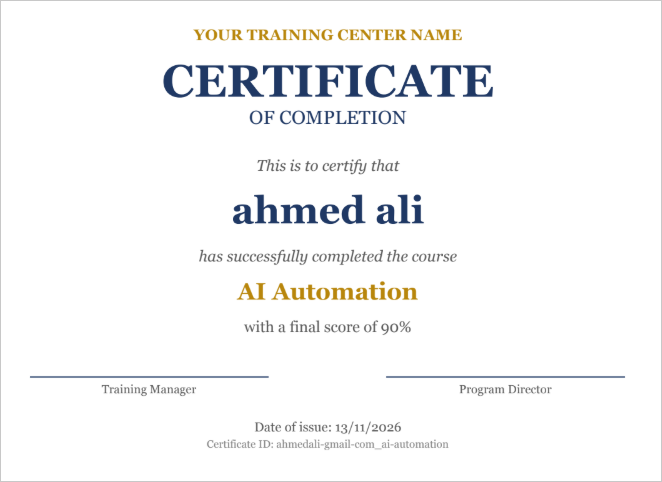 YOUR TRAINING CENTER NAME
CERTIFICATE
OF COMPLETION
This is to certify that
ahmed ali
has successfully completed the course
AI Automation
with a final score of 90%
Training Manager
Program Director
Date of issue: 13/11/2026
Certificate ID: ahmedali-gmail-com_ai-automation